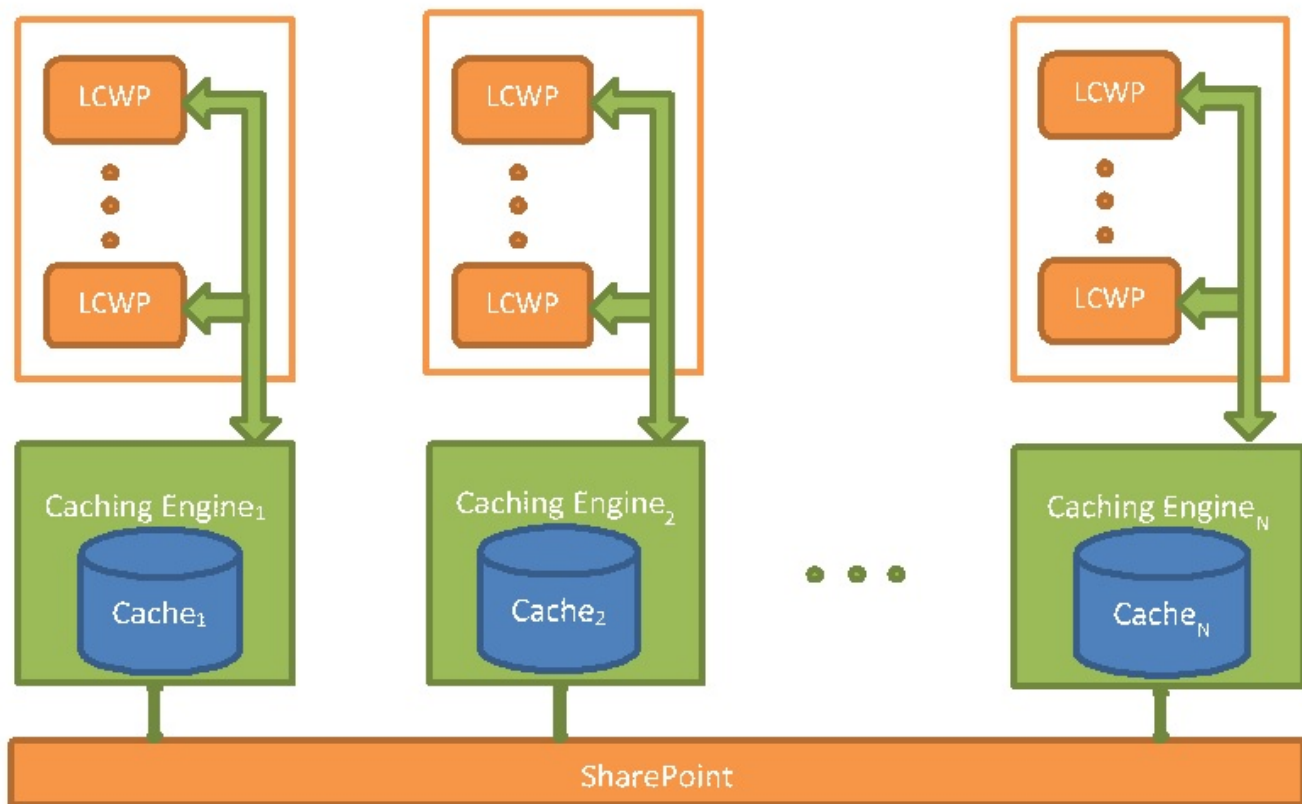 LCWP
LCWP
LCWP
LCWP
LCWP
LCWP
Caching Engine₁
Caching Engine₂
Caching Engine_N
Cache₁
Cache₂
Cache_N
SharePoint